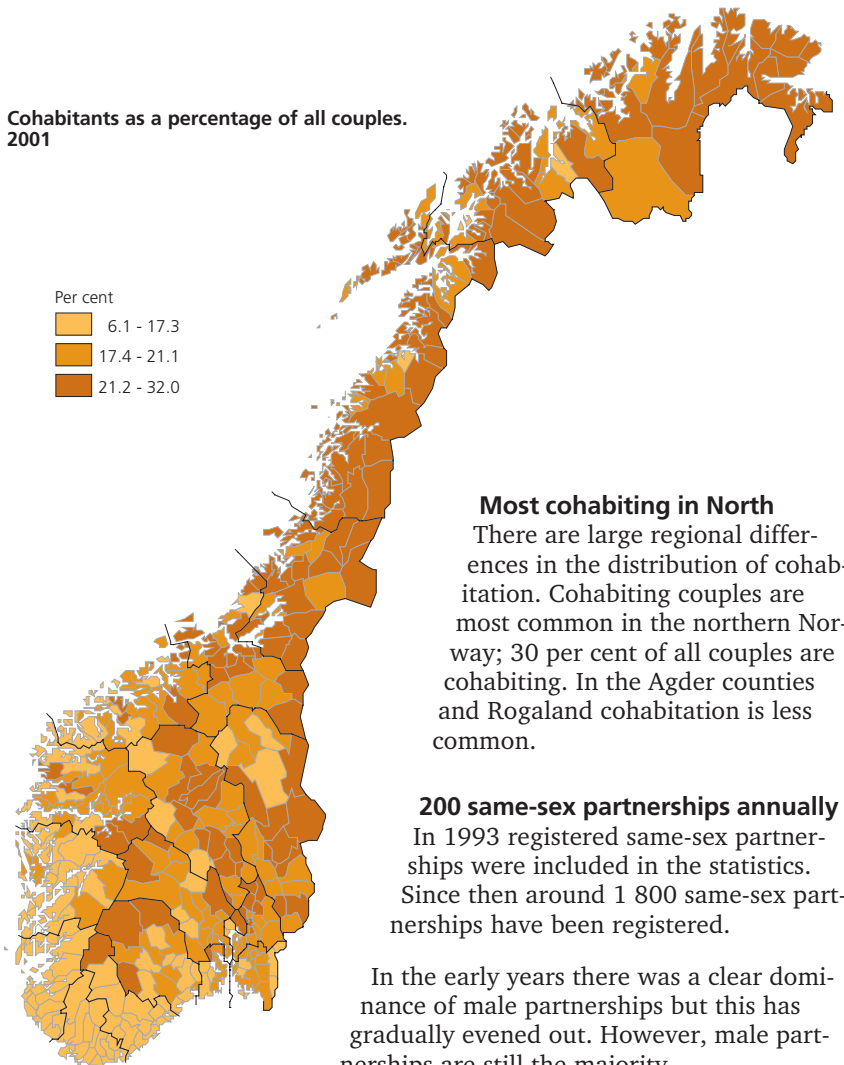 Cohabitants as a percentage of all couples.
2001
Per cent
6.1 - 17.3
17.4 - 21.1
21.2 - 32.0
Most cohabiting in North
There are large regional differ-
ences in the distribution of cohab-
itation. Cohabiting couples are
most common in the northern Nor-
way; 30 per cent of all couples are
cohabiting. In the Agder counties
and Rogaland cohabitation is less
common.
200 same-sex partnerships annually
In 1993 registered same-sex partner-
ships were included in the statistics.
Since then around 1 800 same-sex part-
nerships have been registered.
In the early years there was a clear domi-
nance of male partnerships but this has
gradually evened out. However, male part-
nerships are still the majority.